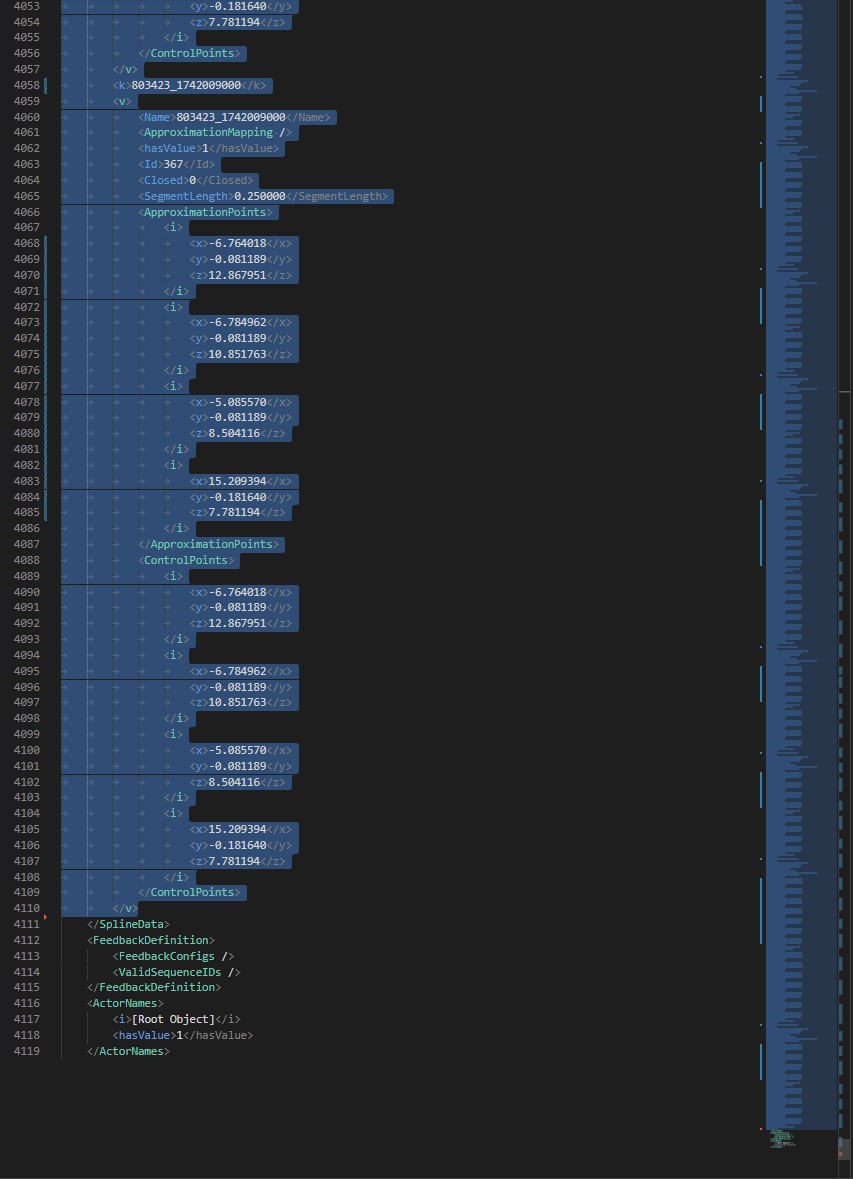 4053 <y>-0.181640</y>
4054 <z>7.781194</z>
4055 </i>
4056 </ControlPoints>
4057 </v>
4058 <k>803423_1742009000</k>
4059 <v>
4060 <Name>803423_1742009000</Name>
4061 <ApproximationMapping />
4062 <hasValue>1</hasValue>
4063 <Id>367</Id>
4064 <Closed>0</Closed>
4065 <SegmentLength>0.250000</SegmentLength>
4066 <ApproximationPoints>
4067 <i>
4068 <x>-6.764018</x>
4069 <y>-0.081189</y>
4070 <z>12.867951</z>
4071 </i>
4072 <i>
4073 <x>-6.784962</x>
4074 <y>-0.081189</y>
4075 <z>10.851763</z>
4076 </i>
4077 <i>
4078 <x>-5.085570</x>
4079 <y>-0.081189</y>
4080 <z>8.504116</z>
4081 </i>
4082 <i>
4083 <x>15.209394</x>
4084 <y>-0.181640</y>
4085 <z>7.781194</z>
4086 </i>
4087 </ApproximationPoints>
4088 <ControlPoints>
4089 <i>
4090 <x>-6.764018</x>
4091 <y>-0.081189</y>
4092 <z>12.867951</z>
4093 </i>
4094 <i>
4095 <x>-6.784962</x>
4096 <y>-0.081189</y>
4097 <z>10.851763</z>
4098 </i>
4099 <i>
4100 <x>-5.085570</x>
4101 <y>-0.081189</y>
4102 <z>8.504116</z>
4103 </i>
4104 <i>
4105 <x>15.209394</x>
4106 <y>-0.181640</y>
4107 <z>7.781194</z>
4108 </i>
4109 </ControlPoints>
4110 </v>
4111 </SplineData>
4112 <FeedbackDefinition>
4113 <FeedbackConfigs />
4114 <ValidSequenceIDs />
4115 </FeedbackDefinition>
4116 <ActorNames>
4117 <i>[Root Object]</i>
4118 <hasValue>1</hasValue>
4119 </ActorNames>